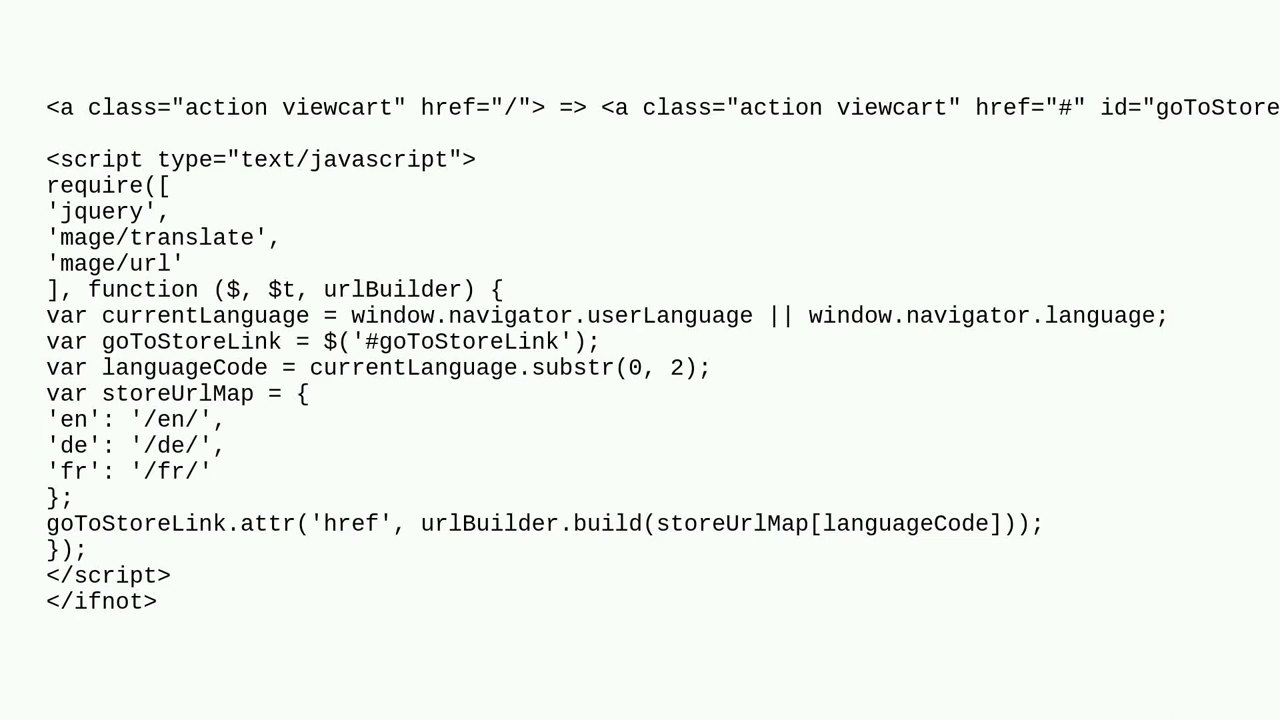 <a class="action viewcart" href="/"> => <a class="action viewcart" href="#" id="goToStore
<script type="text/javascript">
require([
'jquery',
'mage/translate',
'mage/url'
], function ($, $t, urlBuilder) {
var currentLanguage = window.navigator.userLanguage || window.navigator.language;
var goToStoreLink = $('#goToStoreLink');
var languageCode = currentLanguage.substr(0, 2);
var storeUrlMap = {
'en': '/en/',
'de': '/de/',
'fr': '/fr/'
};
goToStoreLink.attr('href', urlBuilder.build(storeUrlMap[languageCode]));
});
</script>
</ifnot>